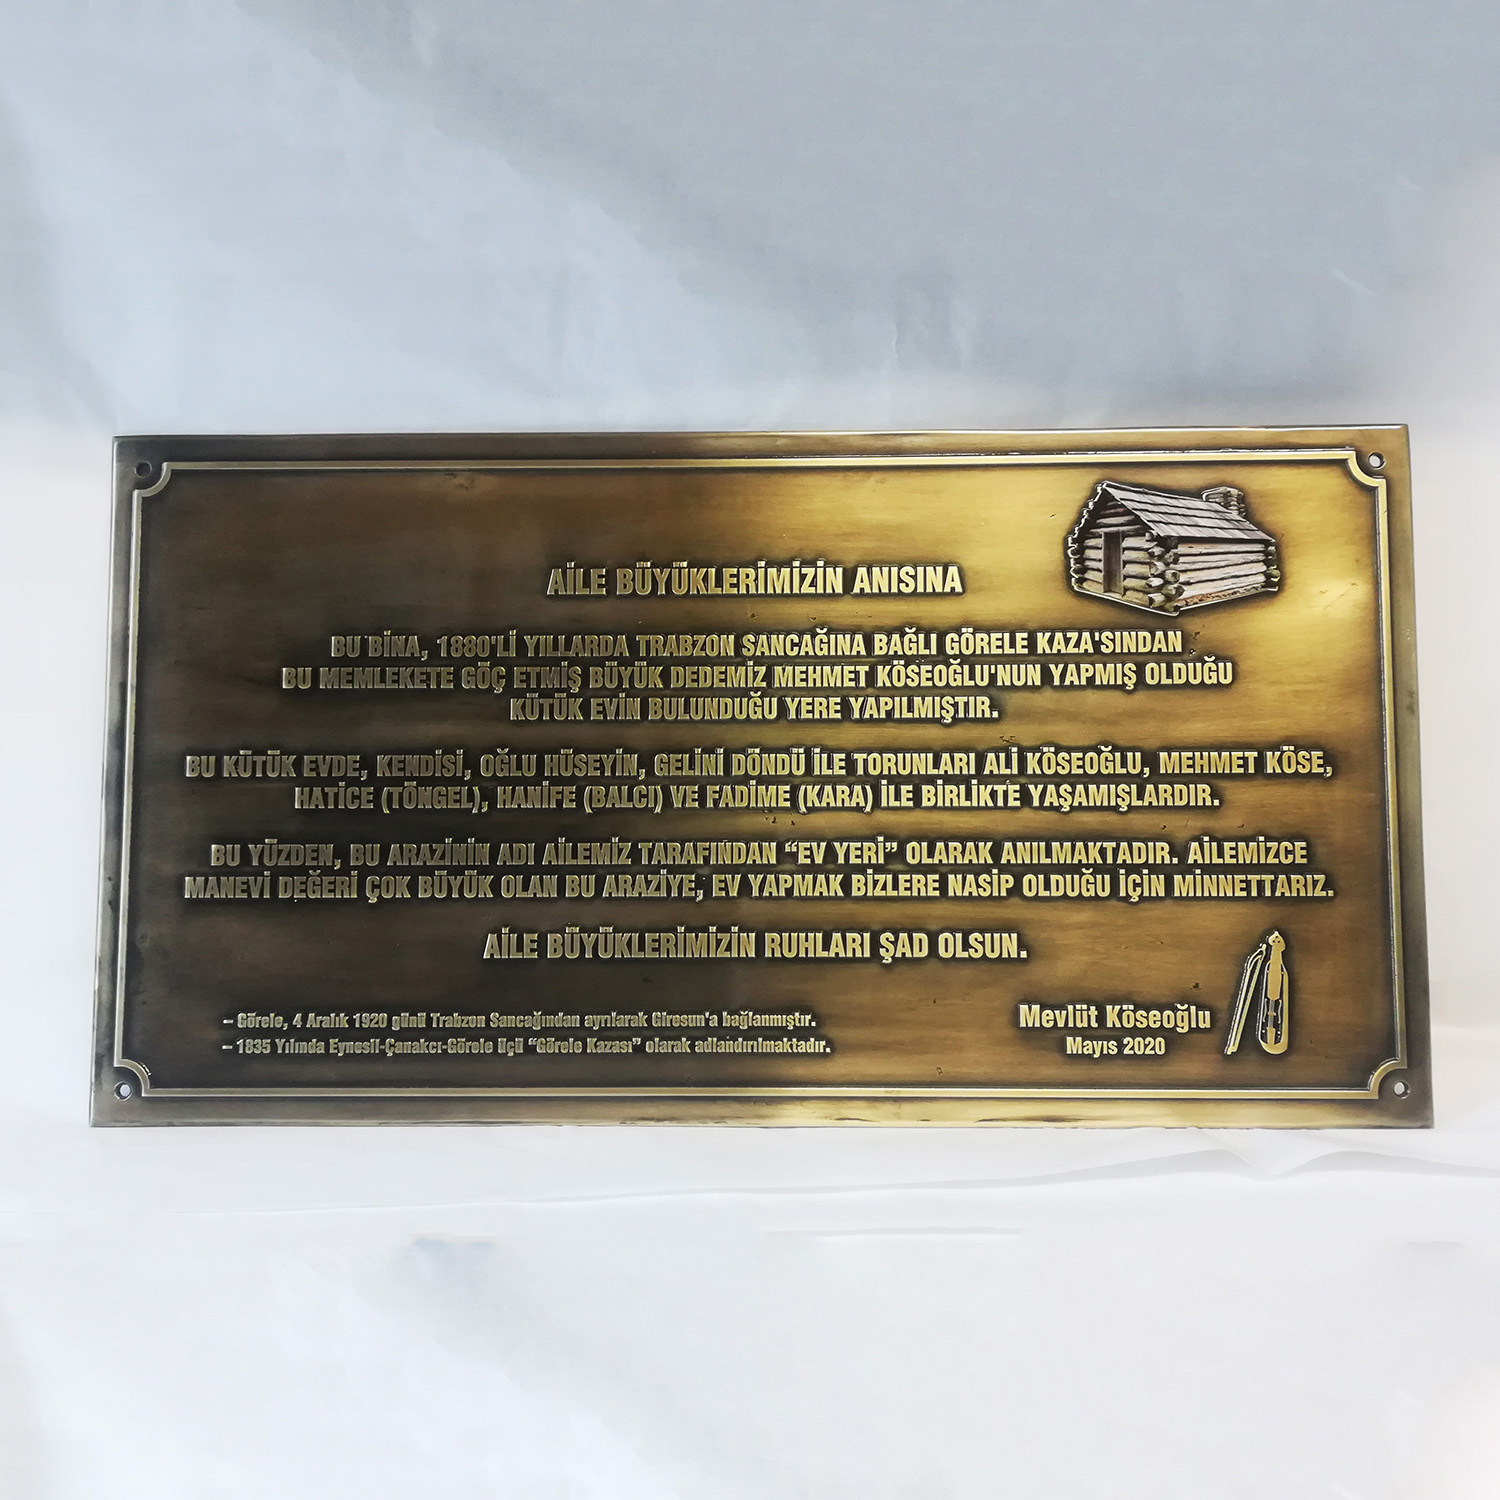 AİLE BÜYÜKLERİMİZİN ANISINA
BU BİNA, 1880'Lİ YILLARDA TRABZON SANCAĞINA BAĞLI GÖRELE KAZA'SINDAN
BU MEMLEKETE GÖÇ ETMİŞ BÜYÜK DEDEMİZ MEHMET KÖSEOĞLU'NUN YAPMIŞ OLDUĞU
KÜTÜK EVİN BULUNDUĞU YERE YAPILMIŞTIR.
BU KÜTÜK EVDE, KENDİSİ, OĞLU HÜSEYİN, GELİNİ DÖNDÜ İLE TORUNLARI ALİ KÖSEOĞLU, MEHMET KÖSE,
HATİCE (TÖNGEL), HANİFE (BALCI) VE FADİME (KARA) İLE BİRLİKTE YAŞAMIŞLARDIR.
BU YÜZDEN, BU ARAZİNİN ADI AİLEMİZ TARAFINDAN “EV YERİ” OLARAK ANILMAKTADIR. AİLEMİZCE
MANEVİ DEĞERİ ÇOK BÜYÜK OLAN BU ARAZİYE, EV YAPMAK BİZLERE NASİP OLDUĞU İÇİN MİNNETTARIZ.
AİLE BÜYÜKLERİMİZİN RUHLARI ŞAD OLSUN.
– Görele, 4 Aralık 1920 günü Trabzon Sancağından ayrılarak Giresun'a bağlanmıştır.
– 1835 Yılında Eynesil-Çanakcı-Görele üçü “Görele Kazası” olarak adlandırılmaktadır.
Mevlüt Köseoğlu
Mayıs 2020